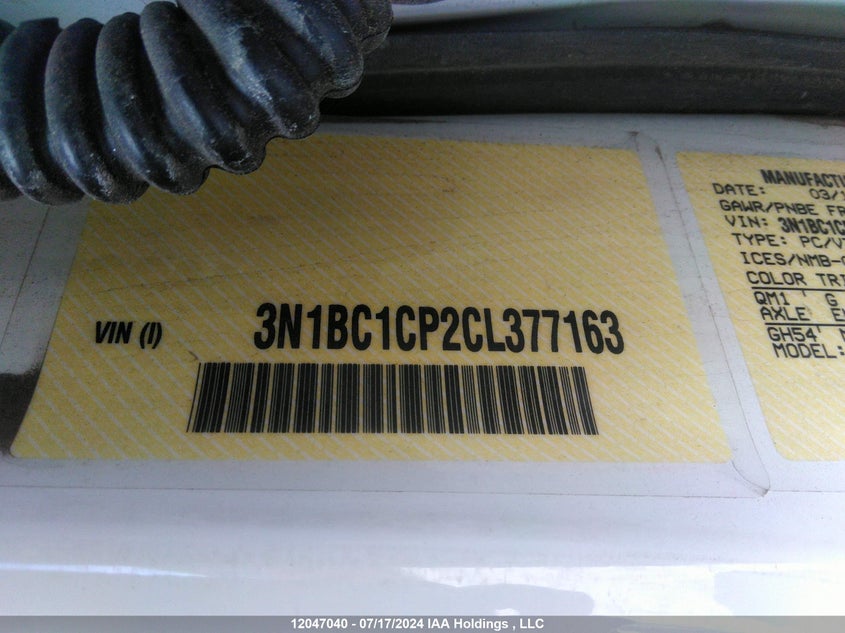 VIN (I) 3N1BC1CP2CL377163
MANUFACTU
DATE: 03/1
GAWR/PNBE FR
VIN: 3N1BC1C
TYPE: PC/V
ICES/NMB-
COLOR TRI
QM1 G
AXLE E
GH54
MODEL:
12047040 - 07/17/2024 IAA Holdings , LLC